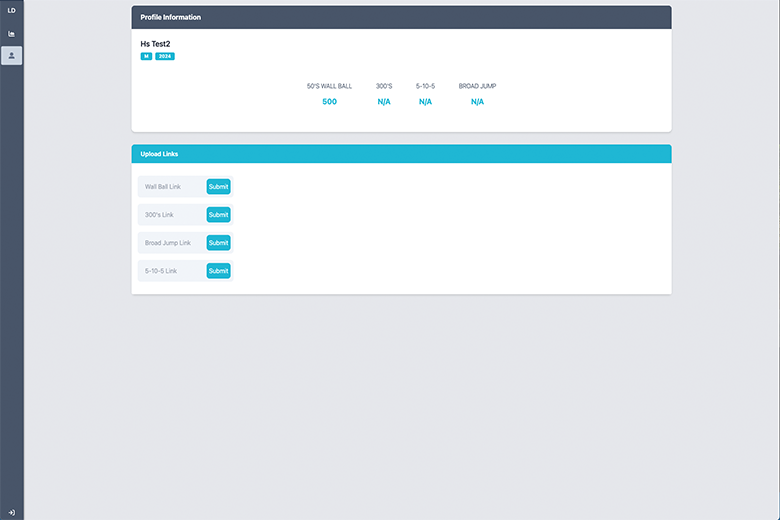 LD
Profile Information
Hs Test2
M 2024
50'S WALL BALL 300'S 5-10-5 BROAD JUMP
500 N/A N/A N/A
Upload Links
Wall Ball Link Submit
300's Link Submit
Broad Jump Link Submit
5-10-5 Link Submit